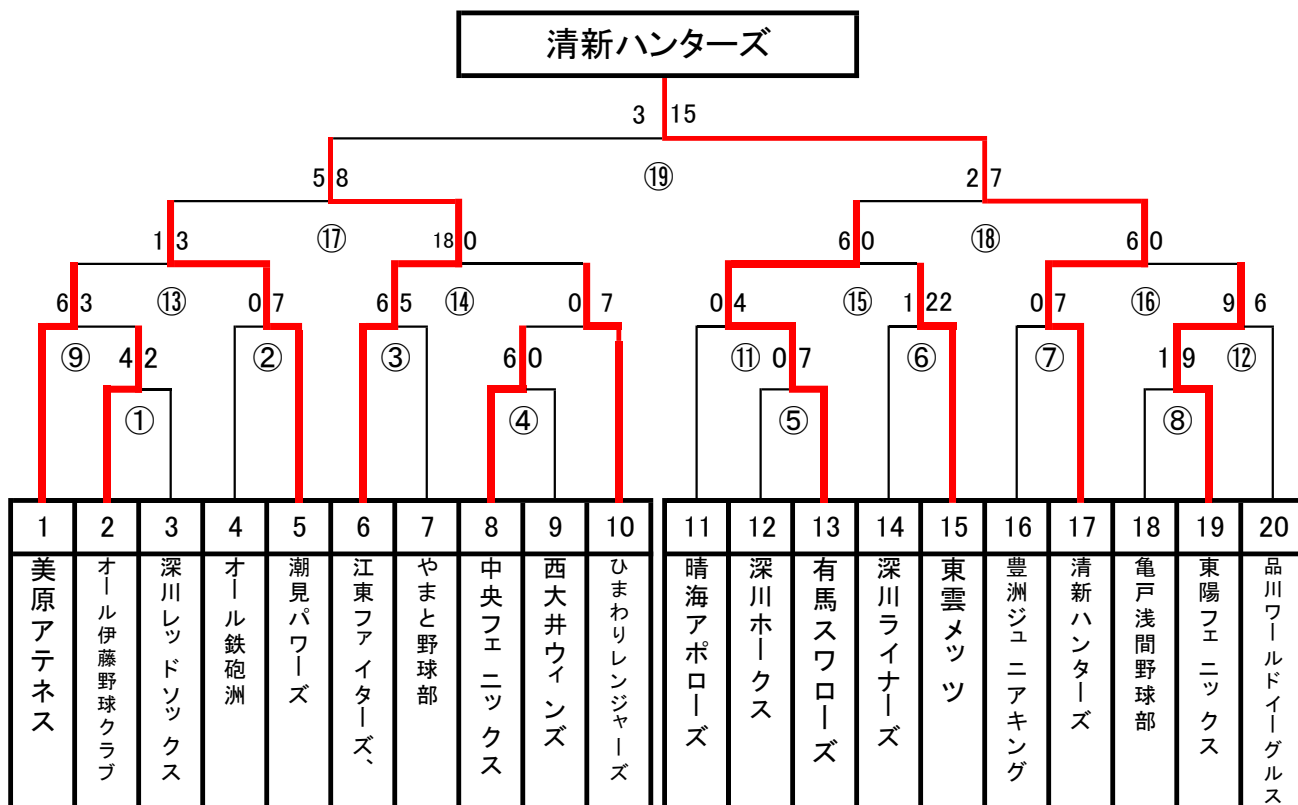 清新ハンターズ
3 15
5 8 ⑲ 2 7
1 3 ⑰ 18 0 6 0 ⑱ 6 0
6 3 ⑬ 0 7 6 5 ⑭ 0 7 0 4 ⑮ 1 22 0 7 ⑯ 9 6
⑨ 4 2 ② ③ 6 0 ⑪ 0 7 ⑥ ⑦ 1 9 ⑫
① ④ ⑤ ⑧
1 2 3 4 5 6 7 8 9 10 11 12 13 14 15 16 17 18 19 20
美原アテネス
オール伊藤野球クラブ
深川レッドソックス
オール鉄砲洲
潮見パワーズ
江東ファイターズ、
やまと野球部
中央フェニックス
西大井ウィンズ
ひまわりレンジャーズ
晴海アポローズ
深川ホークス
有馬スワローズ
深川ライナーズ
東雲メッツ
豊洲ジュニアキング
清新ハンターズ
亀戸浅間野球部
東陽フェニックス
品川ワールドイーグルス